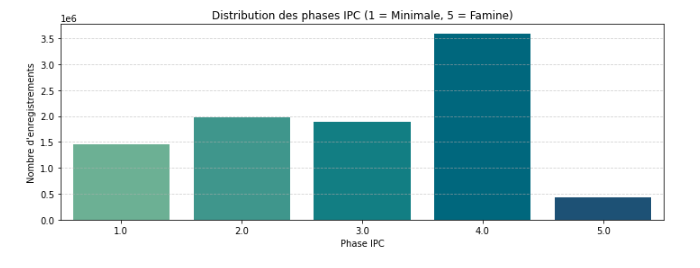 Distribution des phases IPC (1 = Minimale, 5 = Famine)
1e6
3.5
3.0
2.5
2.0
1.5
1.0
0.5
0.0
Nombre d'enregistrements
1.0 2.0 3.0 4.0 5.0
Phase IPC